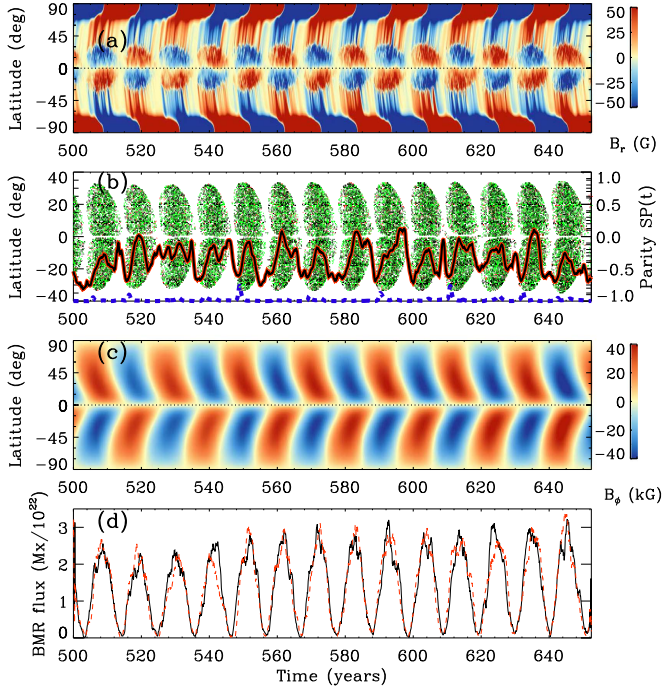 90
45
0
−45
−90
Latitude (deg)
(a)
500 520 540 560 580 600 620 640
50
25
0
−25
−50
B_r (G)
40
20
0
−20
−40
Latitude (deg)
(b)
1.0
0.5
0.0
−0.5
−1.0
Parity SP(t)
500 520 540 560 580 600 620 640
90
45
0
−45
−90
Latitude (deg)
(c)
500 520 540 560 580 600 620 640
40
20
0
−20
−40
B_ϕ (kG)
3
2
1
0
BMR flux (Mx/10^22)
(d)
500 520 540 560 580 600 620 640
Time (years)